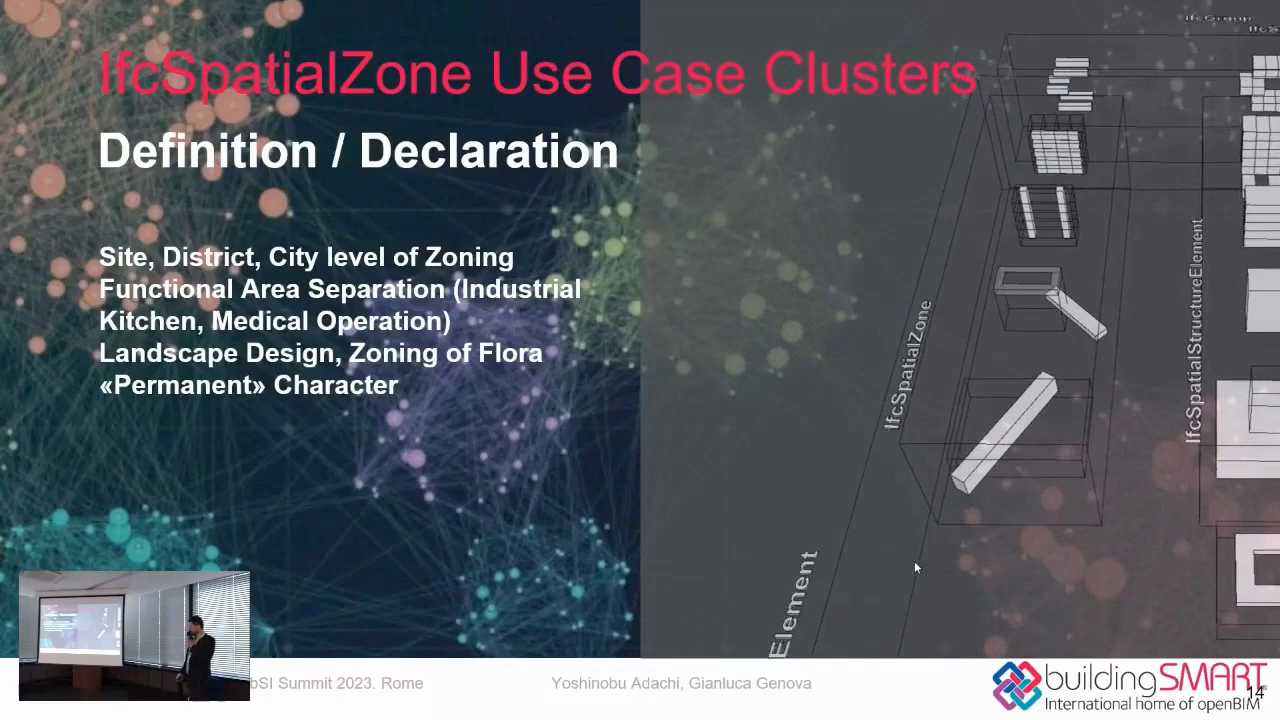 IfcSpatialZone Use Case Clusters
Definition / Declaration
Site, District, City level of Zoning
Functional Area Separation (Industrial
Kitchen, Medical Operation)
Landscape Design, Zoning of Flora
«Permanent» Character
IfcGroup
IfcSpatialZone
IfcSpatialStructureElement
Element
bSI Summit 2023. Rome
Yoshinobu Adachi, Gianluca Genova
buildingSMART
International home of openBIM
14